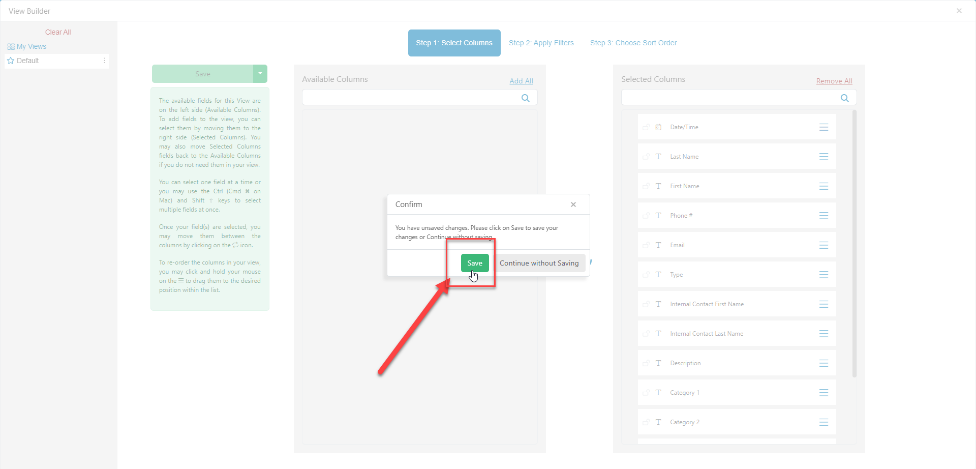 View Builder
Clear All
My Views
Default
Step 1: Select Columns
Step 2: Apply Filters
Step 3: Choose Sort Order
Save
The available fields for this View are
on the left side (Available Columns).
To add fields to the view, you can
select them by moving them to the
right side (Selected Columns). You
may also move Selected Columns
fields back to the Available Columns
if you do not need them in your view.
You can select one field at a time or
you may use the Ctrl (Cmd ⌘ on
Mac) and Shift ⇧ keys to select
multiple fields at once.
Once your field(s) are selected, you
may move them between the
columns by clicking on the icon.
To re-order the columns in your view,
you may click and hold your mouse
on the ☰ to drag them to the desired
position within the list.
Available Columns
Add All
Selected Columns
Remove All
Date/Time
Last Name
First Name
Phone #
Email
Type
Internal Contact First Name
Internal Contact Last Name
Description
Category 1
Category 2
Confirm
You have unsaved changes. Please click on Save to save your
changes or Continue without saving.
Save
Continue without Saving